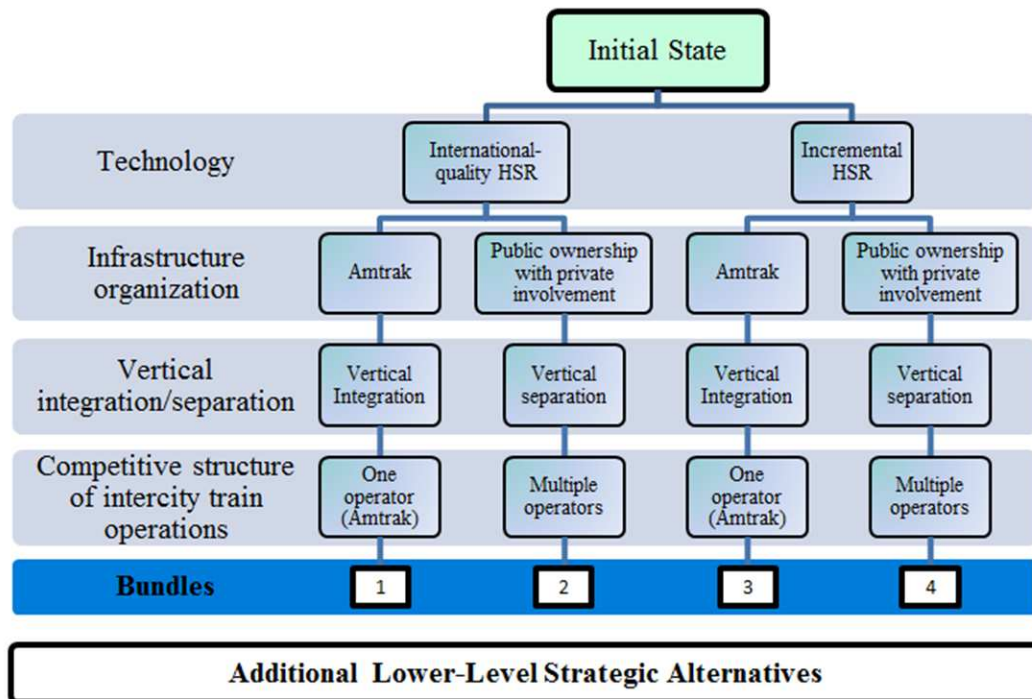 Initial State
Technology
International-
quality HSR
Incremental
HSR
Infrastructure
organization
Amtrak
Public ownership
with private
involvement
Amtrak
Public ownership
with private
involvement
Vertical
integration/separation
Vertical
Integration
Vertical
separation
Vertical
Integration
Vertical
separation
Competitive structure
of intercity train
operations
One
operator
(Amtrak)
Multiple
operators
One
operator
(Amtrak)
Multiple
operators
Bundles
1
2
3
4
Additional Lower-Level Strategic Alternatives